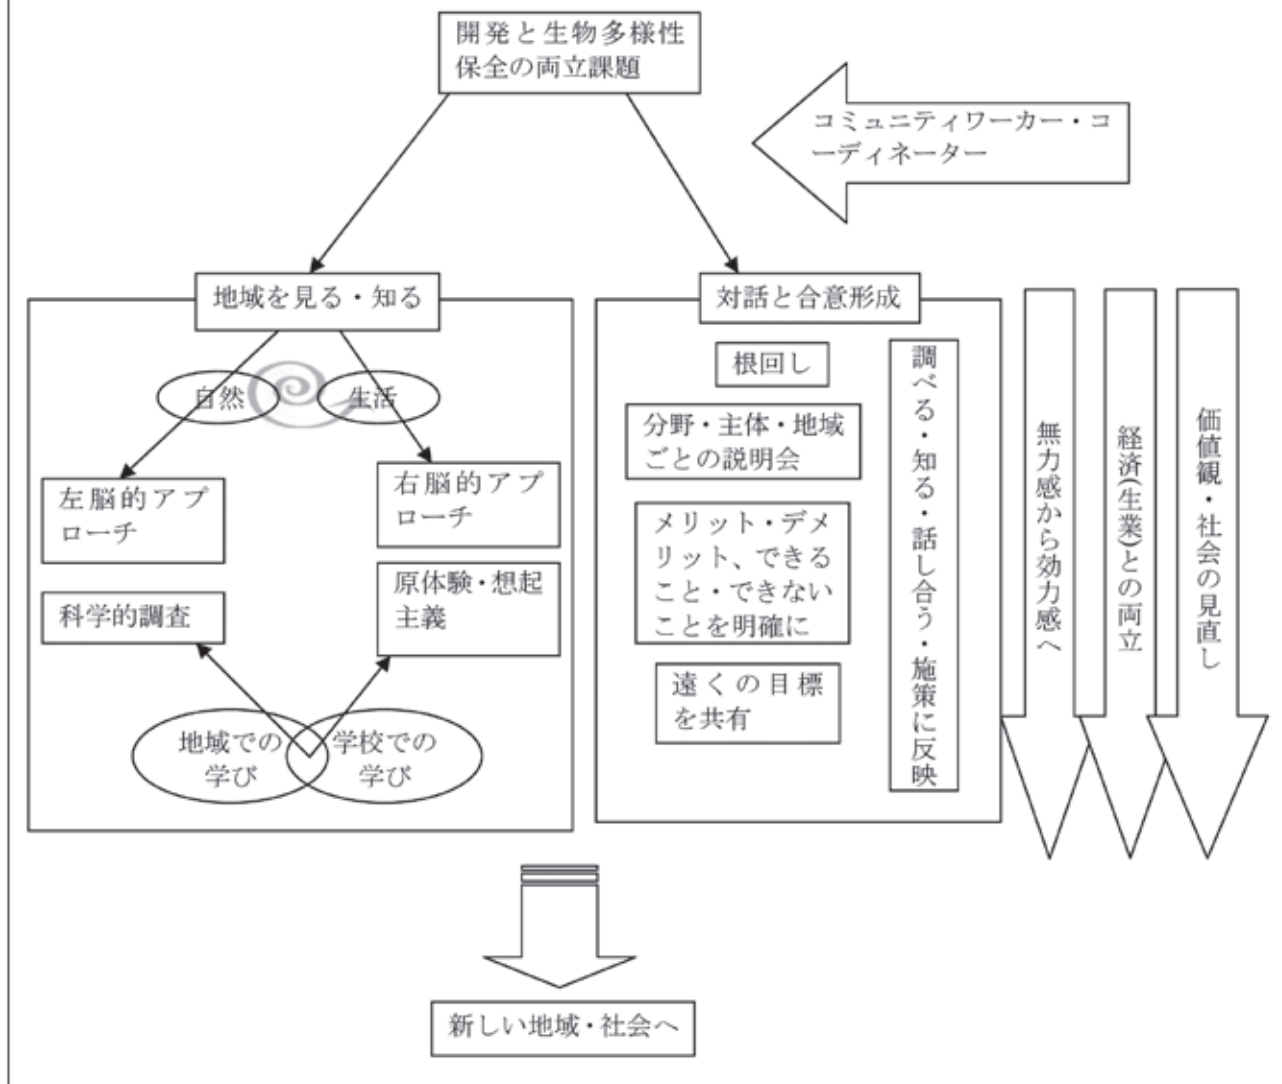 開発と生物多様性
保全の両立課題
コミュニティワーカー・コ
ーディネーター
地域を見る・知る
自然
生活
左脳的アプ
ローチ
右脳的アプ
ローチ
科学的調査
原体験・想起
主義
地域での
学び
学校での
学び
対話と合意形成
根回し
分野・主体・地域
ごとの説明会
メリット・デメ
リット、できる
こと・できない
ことを明確に
遠くの目標
を共有
調べる・知る・話し合う・施策に反映
無力感から効力感へ
経済(生業)との両立
価値観・社会の見直し
新しい地域・社会へ